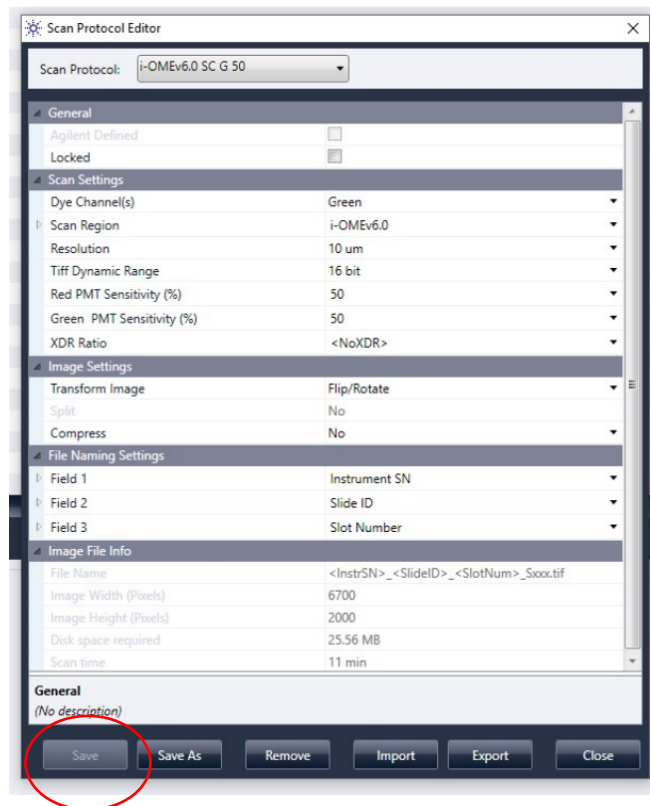 Scan Protocol Editor
Scan Protocol: i-OMEv6.0 SC G 50
General
Agilent Defined
Locked
Scan Settings
Dye Channel(s) Green
Scan Region i-OMEv6.0
Resolution 10 um
Tiff Dynamic Range 16 bit
Red PMT Sensitivity (%) 50
Green PMT Sensitivity (%) 50
XDR Ratio <NoXDR>
Image Settings
Transform Image Flip/Rotate
Split No
Compress No
File Naming Settings
Field 1 Instrument SN
Field 2 Slide ID
Field 3 Slot Number
Image File Info
File Name <InstrSN>_<SlideID>_<SlotNum>_Sxxx.tif
Image Width (Pixels) 6700
Image Height (Pixels) 2000
Disk space required 25.56 MB
Scan time 11 min
General
(No description)
Save Save As Remove Import Export Close